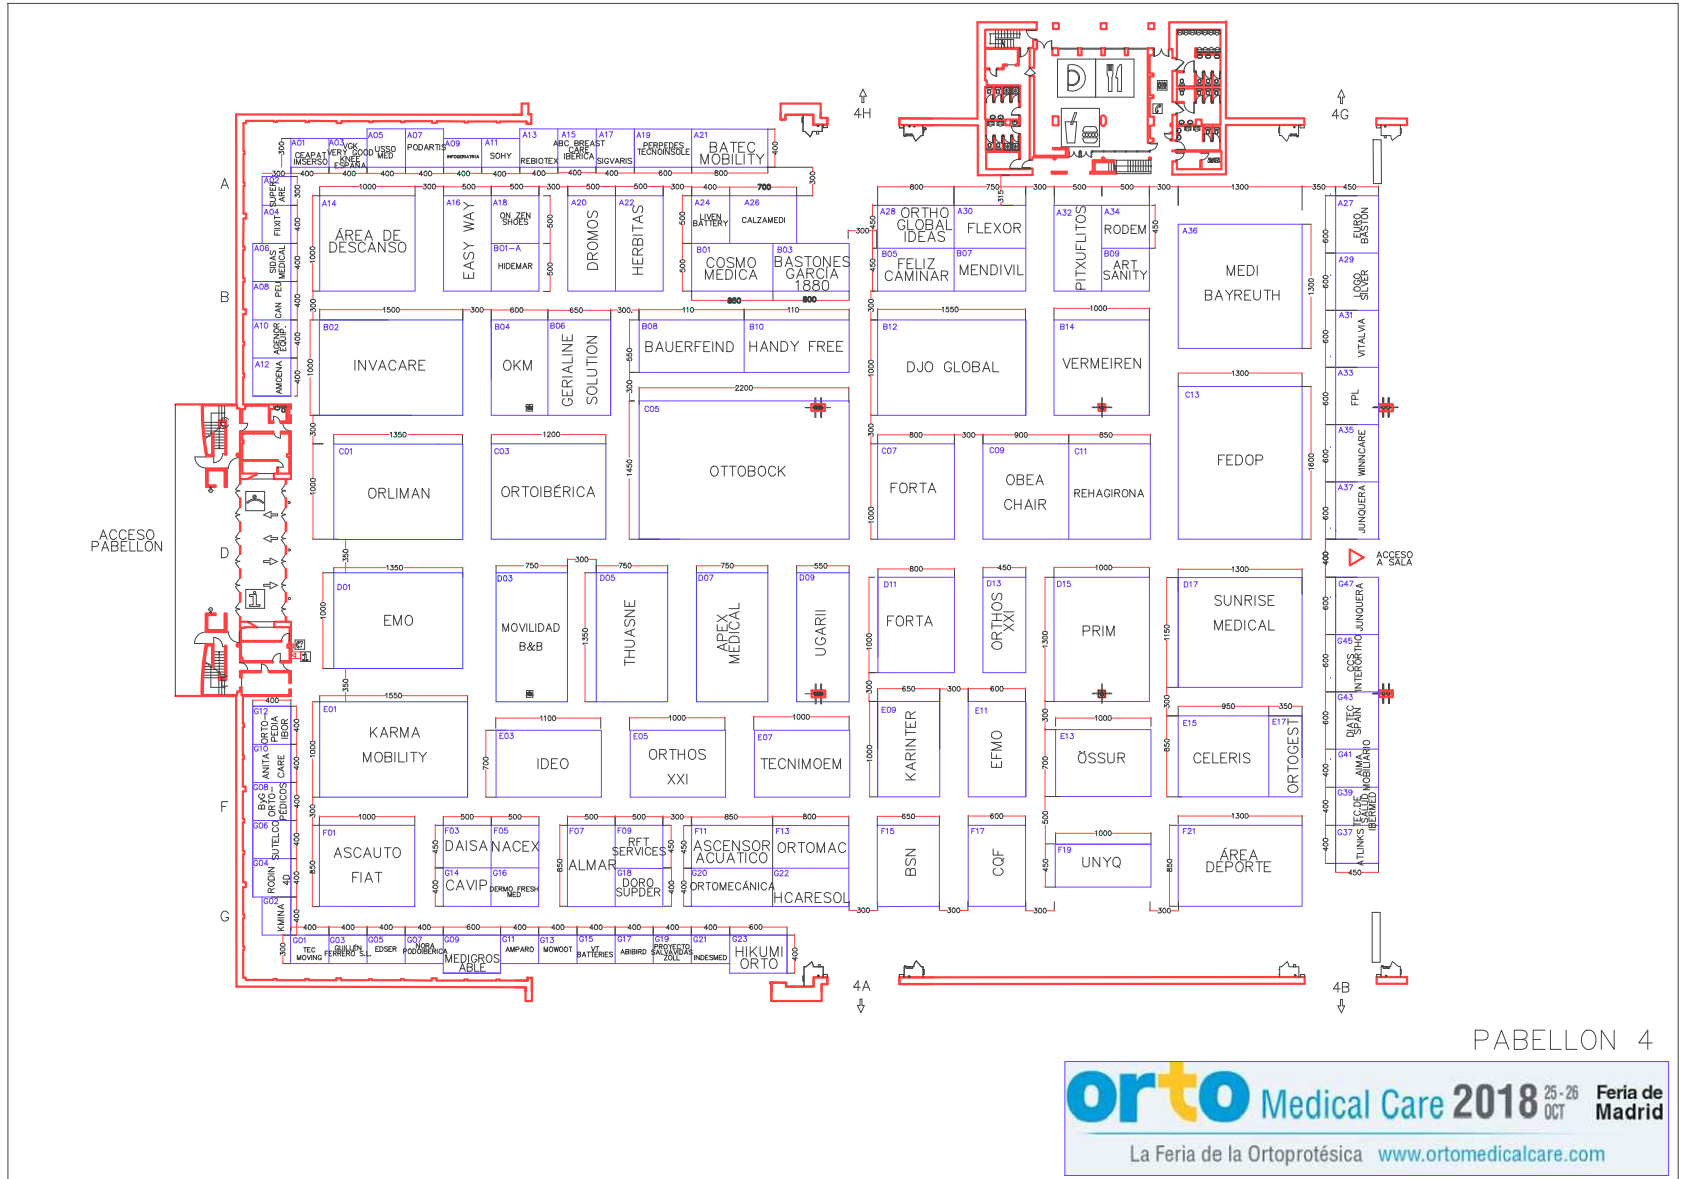 4H
4G
A01
CEAPAT
IMSERSO
A03
VGK
VERY GOOD
KNEE
ESPAÑA
A05
USSO
MED
A07
PODARTIS
A09
INFOGERIATRIA
A11
SOHY
A13
REBIOTEX
A15
ABC BREAST
CARE
IBERICA
A17
SIGVARIS
A19
PERPEDES
TECNOINSOLE
A21
BATEC
MOBILITY
A
A02
SUPER
ARE
A04
FIIXIT
A06
SIDAS
MEDICAL
A08
CAN PEU
A10
AGENOR
EQUIP.
A12
AMOENA
A14
ÁREA DE
DESCANSO
A16
EASY WAY
A18
ON ZEN
SHOES
B01-A
HIDEMAR
A20
DROMOS
A22
HERBITAS
A24
LIVEN
BATTERY
A26
CALZAMEDI
B01
COSMO
MEDICA
B03
BASTONES
GARCÍA
1880
A28
ORTHO
GLOBAL
IDEAS
A30
FLEXOR
B05
FELIZ
CAMINAR
B07
MENDIVIL
A32
PITXUFLITOS
A34
RODEM
B09
ART
SANITY
A36
MEDI
BAYREUTH
A27
EURO
BASTON
A29
LOGO
SILVER
A31
VITALVIA
A33
FPL
A35
WINNCARE
A37
JUNQUERA
B
B02
INVACARE
B04
OKM
B06
GERIALINE
SOLUTION
B08
BAUERFEIND
B10
HANDY FREE
B12
DJO GLOBAL
B14
VERMEIREN
C13
FEDOP
C
C01
ORLIMAN
C03
ORTOIBÉRICA
C05
OTTOBOCK
C07
FORTA
C09
OBEA
CHAIR
C11
REHAGIRONA
ACCESO
PABELLON
D
ACCESO
A SALA
D01
EMO
D03
MOVILIDAD
B&B
D05
THUASNE
D07
APEX
MEDICAL
D09
UGARII
D11
FORTA
D13
ORTHOS
XXI
D15
PRIM
D17
SUNRISE
MEDICAL
G47
JUNQUERA
G45
CCS
INTERORTHO
G43
DIATEC
SPAIN
G41
AIMA
MOBILIARIO
G39
TEC.DE
SALUD
IBERMED
G37
ATLINKS
E01
KARMA
MOBILITY
E03
IDEO
E05
ORTHOS
XXI
E07
TECNIMOEM
E09
KARINTER
E11
EFMO
E13
ÖSSUR
E15
CELERIS
E17
ORTOGEST
G12
ORTO-
PEDIA
IBOR
G10
ANITA
CARE
G08
ByG
ORTO-
PÉDICOS
G06
SUTELCO
G04
RODIN
4D
G02
KMINA
F
F01
ASCAUTO
FIAT
F03
DAISA
F05
NACEX
G14
CAVIP
G16
DERMO FRESH
MED
F07
ALMAR
F09
RFT
SERVICES
G18
DORO
SUPDER
F11
ASCENSOR
ACUATICO
F13
ORTOMAC
G20
ORTOMECÁNICA
G22
HCARESOL
F15
BSN
F17
CQF
F19
UNYQ
F21
ÁREA
DEPORTE
G
G01
TEC
MOVING
G03
GUILLÉN
FERRERO S.L.
G05
EDSER
G07
NORA
PODOIBERICA
G09
MEDIGROS
ABLE
G11
AMPARO
G13
MOWOOT
G15
VT
BATTERIES
G17
ABIBIRD
G19
PROYECTO
SALVAVIDAS
ZOLL
G21
INDESMED
G23
HIKUMI
ORTO
4A
4B
PABELLON 4
orto Medical Care 2018 25-26 OCT Feria de Madrid
La Feria de la Ortoprotésica www.ortomedicalcare.com